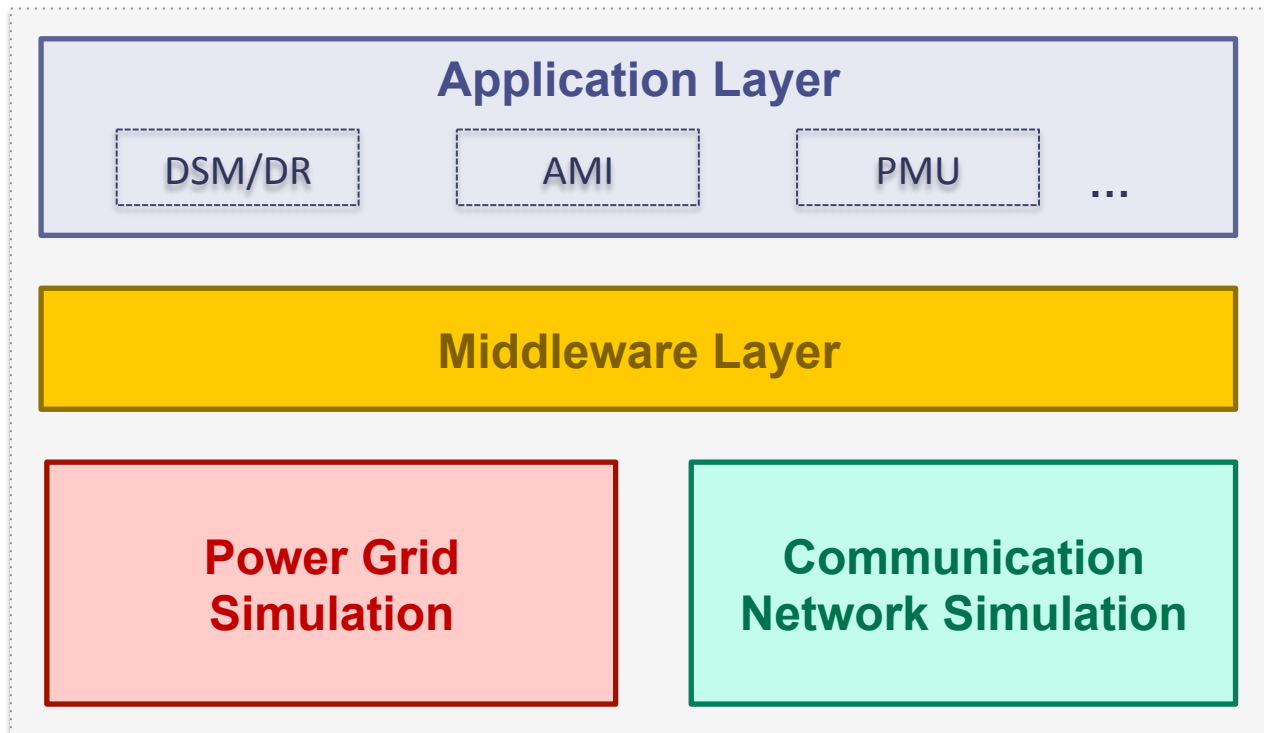 Application Layer
DSM/DR
AMI
PMU
...
Middleware Layer
Power Grid
Simulation
Communication
Network Simulation